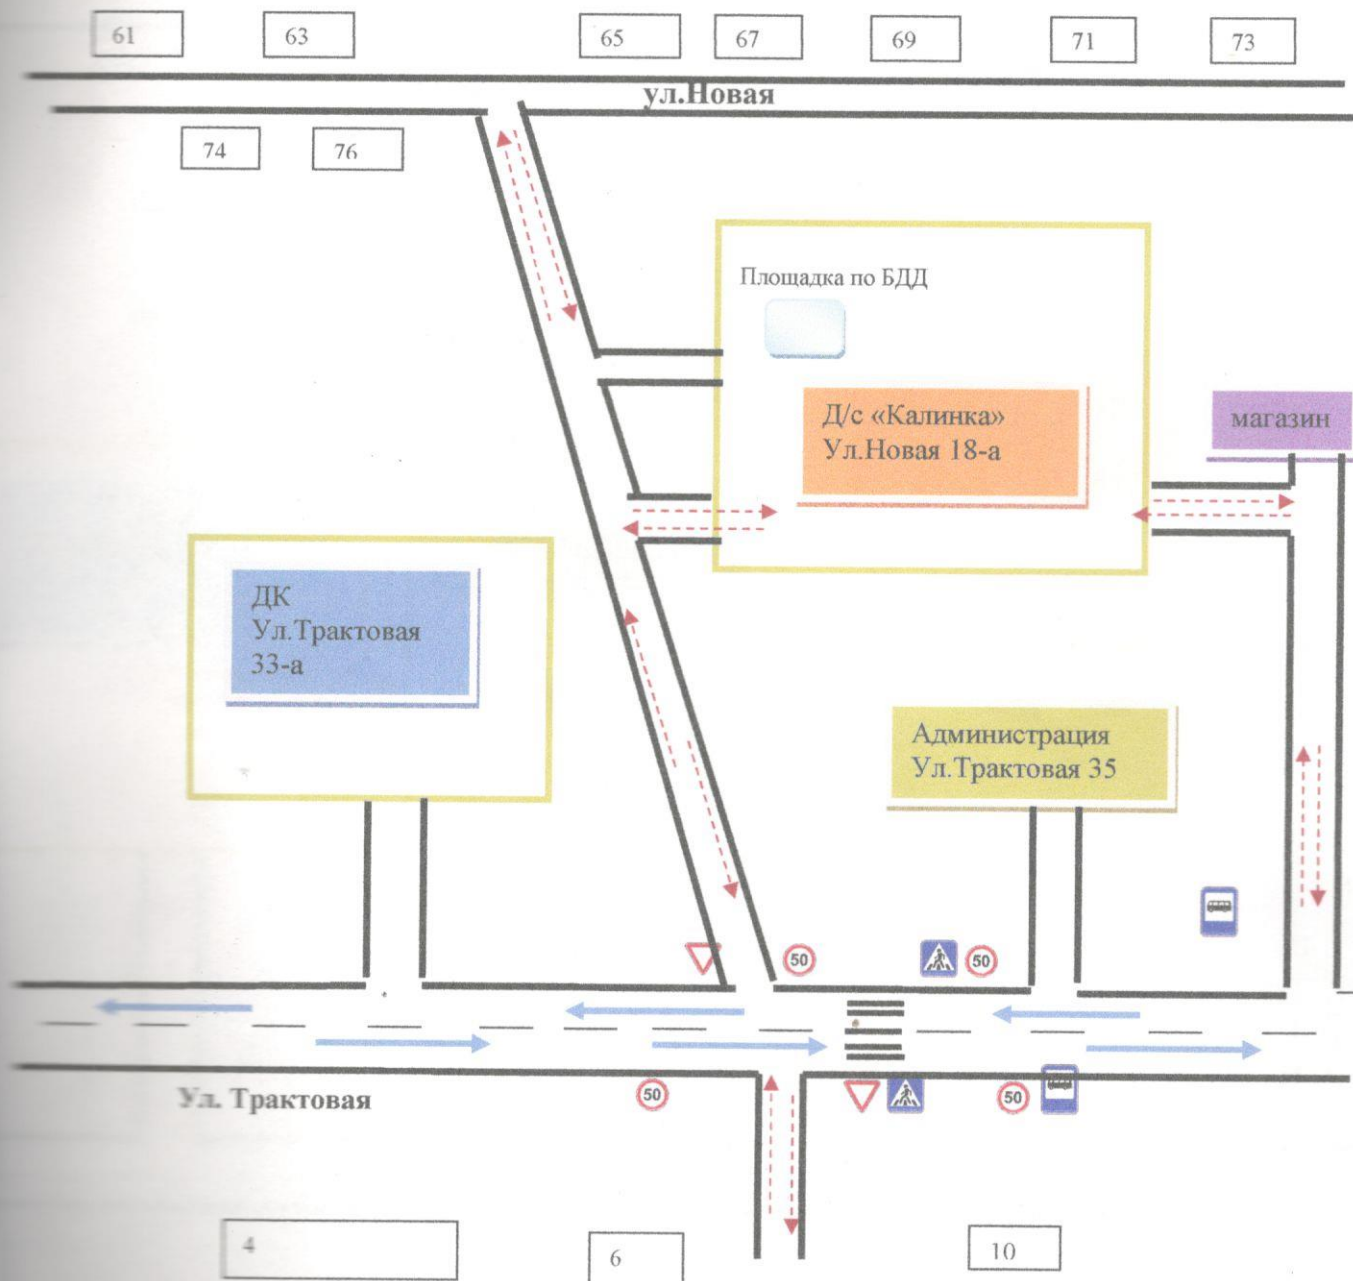 61 63 65 67 69 71 73
ул.Новая
74 76
Площадка по БДД
Д/с «Калинка»
Ул.Новая 18-а
магазин
ДК
Ул.Трактовая
33-а
Администрация
Ул.Трактовая 35
50 50
50 50
Ул. Трактовая
4 6 10